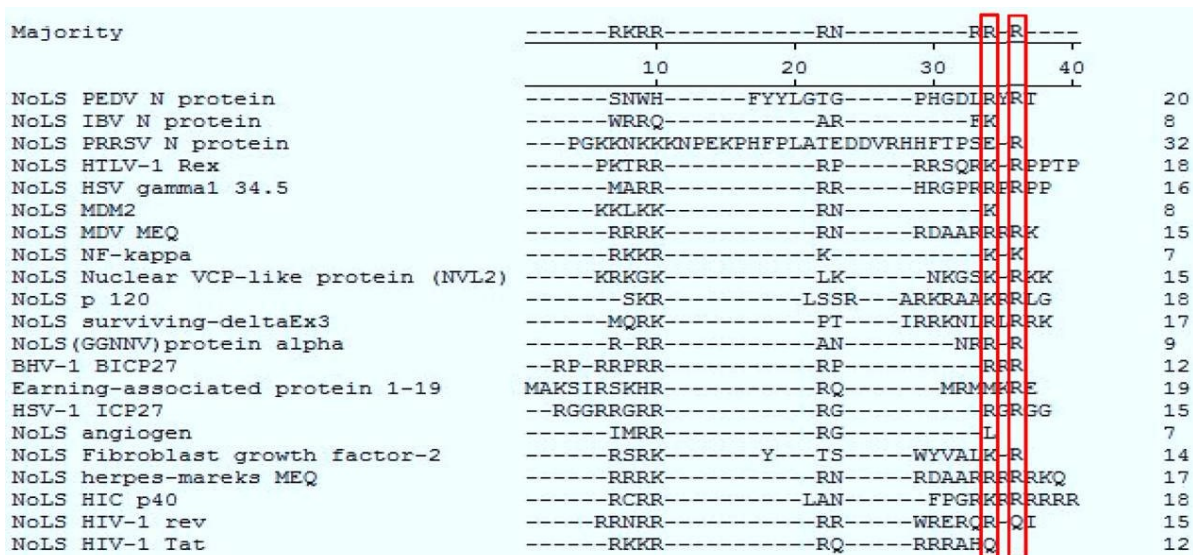 Majority ------RKRR-----------RN---------RR-R----
10 20 30 40
NoLS PEDV N protein ------SNWH------FYYLGTG-----PHGDLRYRT 20
NoLS IBV N protein ------WRRQ-----------AR---------FK 8
NoLS PRRSV N protein ---PGKKNKKKNPEKPHFPLATEDDVRHHFTPSE-R 32
NoLS HTLV-1 Rex -----PKTRR-----------RP-----RRSQRK-RPPTP 18
NoLS HSV gamma1 34.5 ------MARR-----------RR-----HRGPRRPRPP 16
NoLS MDM2 -----KKLKK-----------RN----------K 8
NoLS MDV MEQ ------RRRK-----------RN-----RDAARRRRK 15
NoLS NF-kappa ------RKKR-----------K-----------K-K 7
NoLS Nuclear VCP-like protein (NVL2) -----KRKGK-----------LK------NKGSK-RKK 15
NoLS p 120 -------SKR----------LSSR---ARKRAAKRRLG 18
NoLS surviving-deltaEx3 ------MQRK-----------PT----IRRKNLRLRRK 17
NoLS(GGNNV)protein alpha ------R-RR-----------AN--------NRR-R 9
BHV-1 BICP27 --RP-RRPRR-----------RP----------RRR 12
Earning-associated protein 1-19 MAKSIRSKHR-----------RQ-------MRMMKRE 19
HSV-1 ICP27 --RGGRRGRR-----------RG----------RGRGG 15
NoLS angiogen ------IMRR-----------RG----------L 7
NoLS Fibroblast growth factor-2 ------RSRK-------Y---TS-----WYVALK-R 14
NoLS herpes-mareks MEQ ------RRRK-----------RN-----RDAARRRRRKQ 17
NoLS HIC p40 ------RCRR----------LAN------FPGRKRRRRRR 18
NoLS HIV-1 rev -----RRNRR-----------RR-----WRERQR-QI 15
NoLS HIV-1 Tat ------RKKR-----------RQ-----RRRAHQ 12